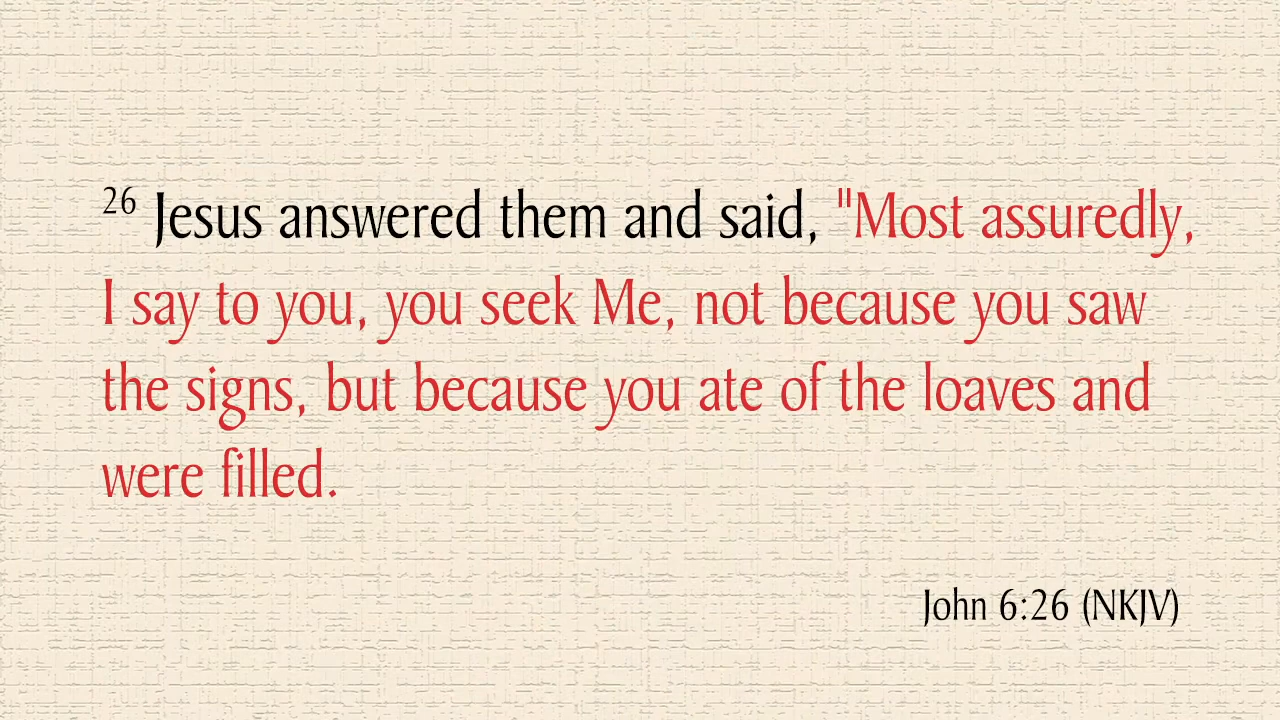 26 Jesus answered them and said, "Most assuredly,
I say to you, you seek Me, not because you saw
the signs, but because you ate of the loaves and
were filled.
John 6:26 (NKJV)